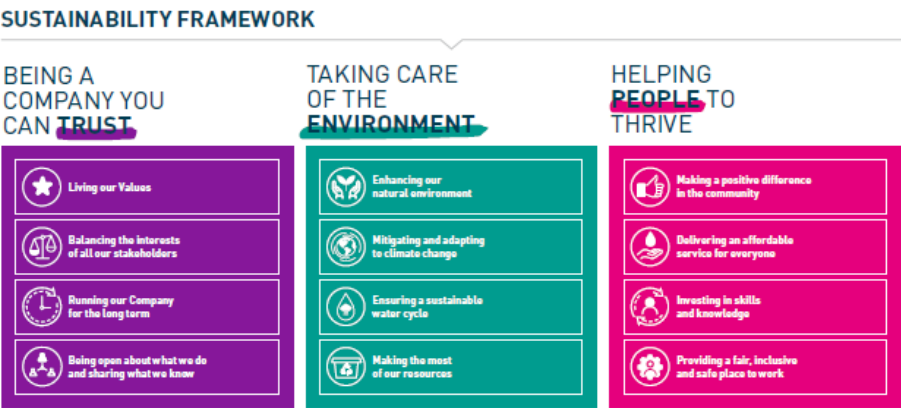 SUSTAINABILITY FRAMEWORK
BEING A
COMPANY YOU
CAN TRUST
Living our Values
Balancing the interests
of all our stakeholders
Running our Company
for the long term
Being open about what we do
and sharing what we know
TAKING CARE
OF THE
ENVIRONMENT
Enhancing our
natural environment
Mitigating and adapting
to climate change
Ensuring a sustainable
water cycle
Making the most
of our resources
HELPING
PEOPLE TO
THRIVE
Making a positive difference
in the community
Delivering an affordable
service for everyone
Investing in skills
and knowledge
Providing a fair, inclusive
and safe place to work